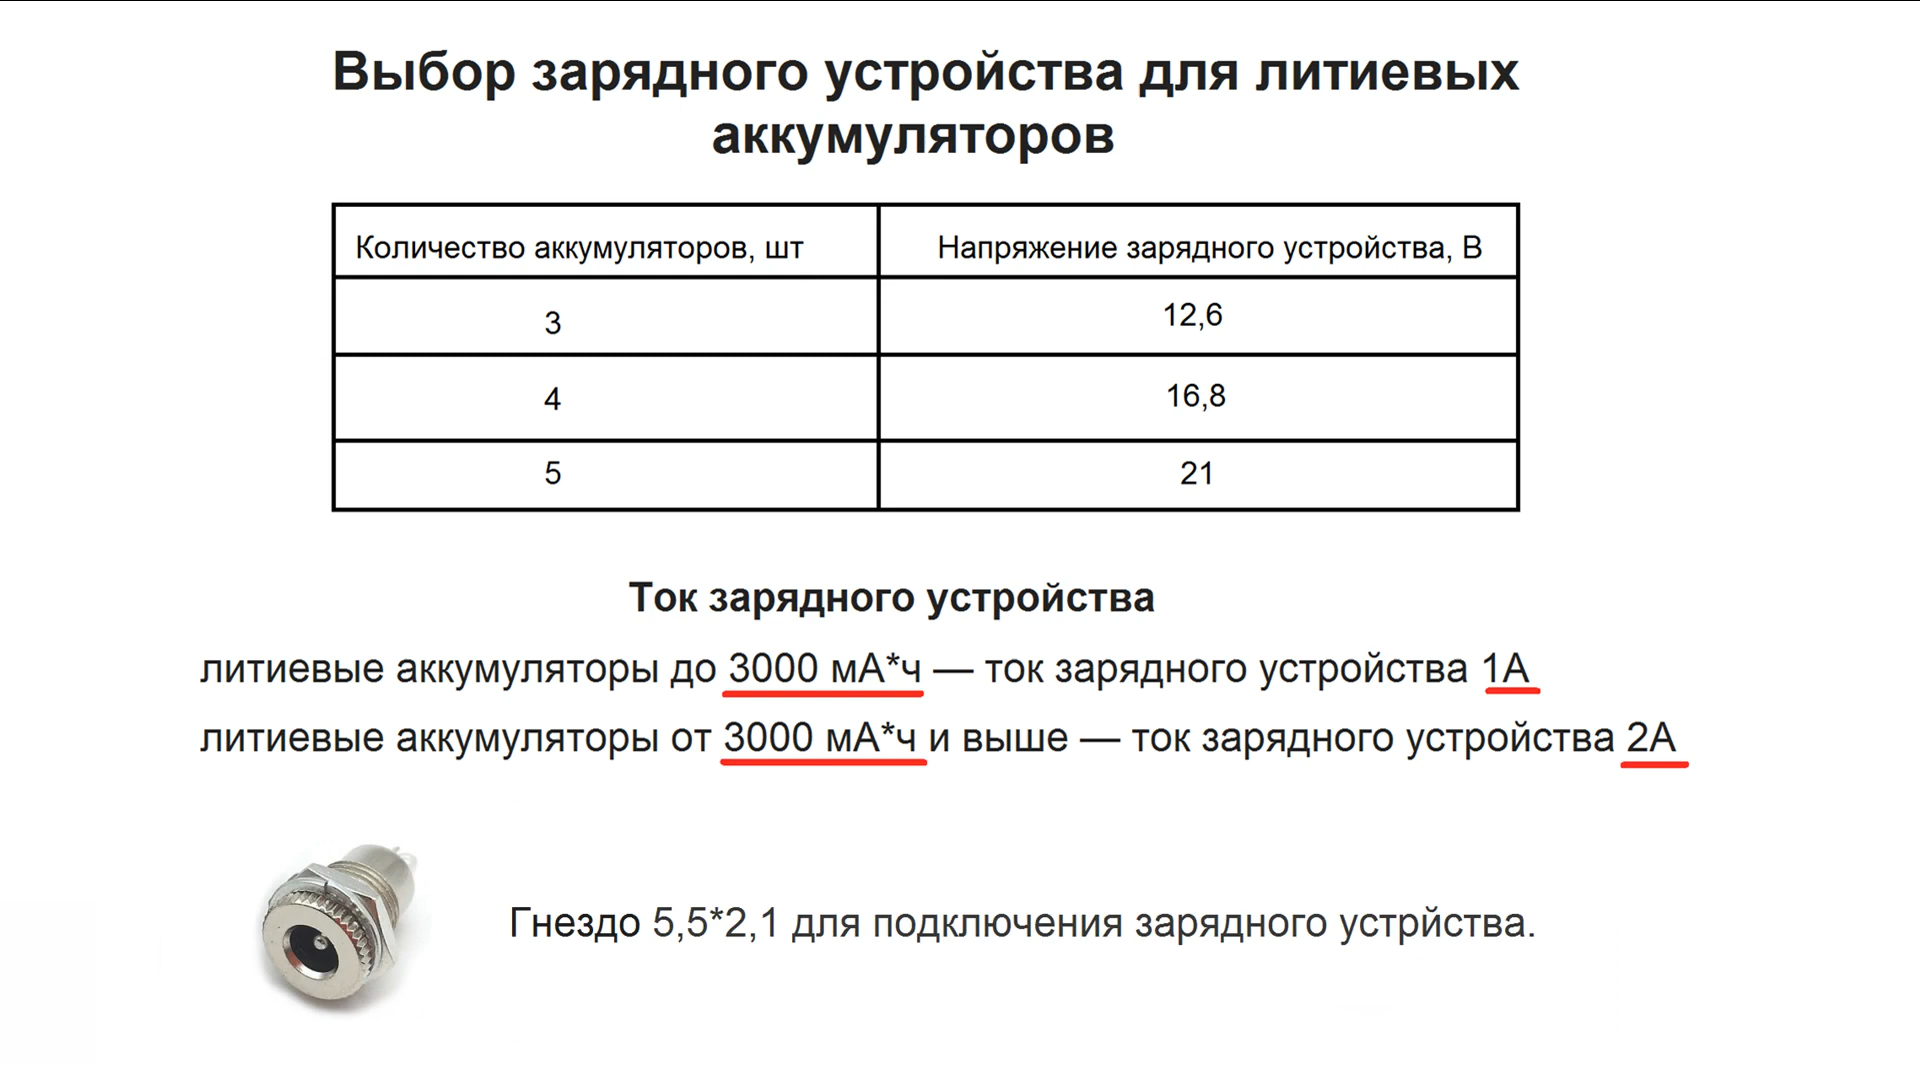 Выбор зарядного устройства для литиевых
аккумуляторов
Количество аккумуляторов, шт Напряжение зарядного устройства, В
3 12,6
4 16,8
5 21
Ток зарядного устройства
литиевые аккумуляторы до 3000 мА*ч — ток зарядного устройства 1А
литиевые аккумуляторы от 3000 мА*ч и выше — ток зарядного устройства 2А
Гнездо 5,5*2,1 для подключения зарядного устрйства.